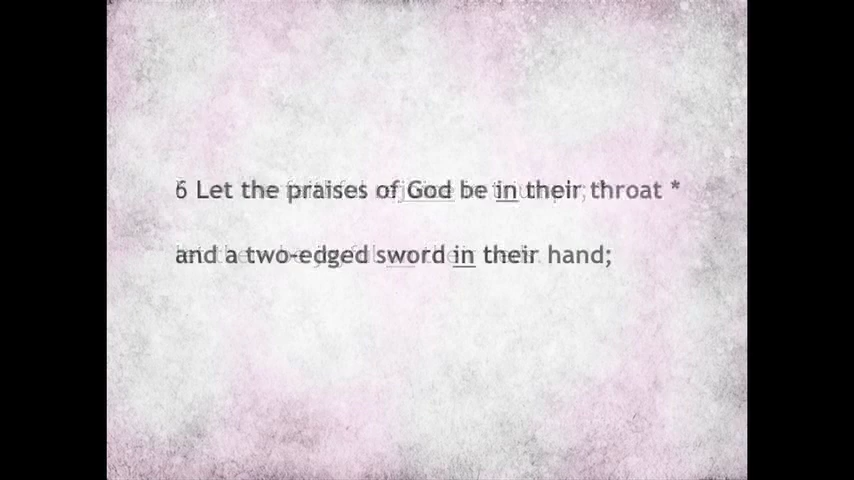 6 Let the praises of God be in their throat *
and a two-edged sword in their hand;